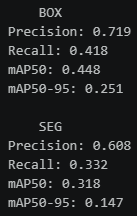 BOX
Precision: 0.719
Recall: 0.418
mAP50: 0.448
mAP50-95: 0.251
SEG
Precision: 0.608
Recall: 0.332
mAP50: 0.318
mAP50-95: 0.147